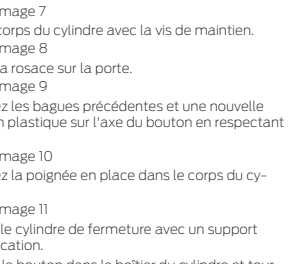 mage 7
corps du cylindre avec la vis de maintien.
mage 8
a rosace sur la porte.
mage 9
ez les bagues précédentes et une nouvelle
n plastique sur l'axe du bouton en respectant
mage 10
ez la poignée en place dans le corps du cy-
mage 11
le cylindre de fermeture avec un support
cation.
le bouton dans le boîtier du cylindre et tour-